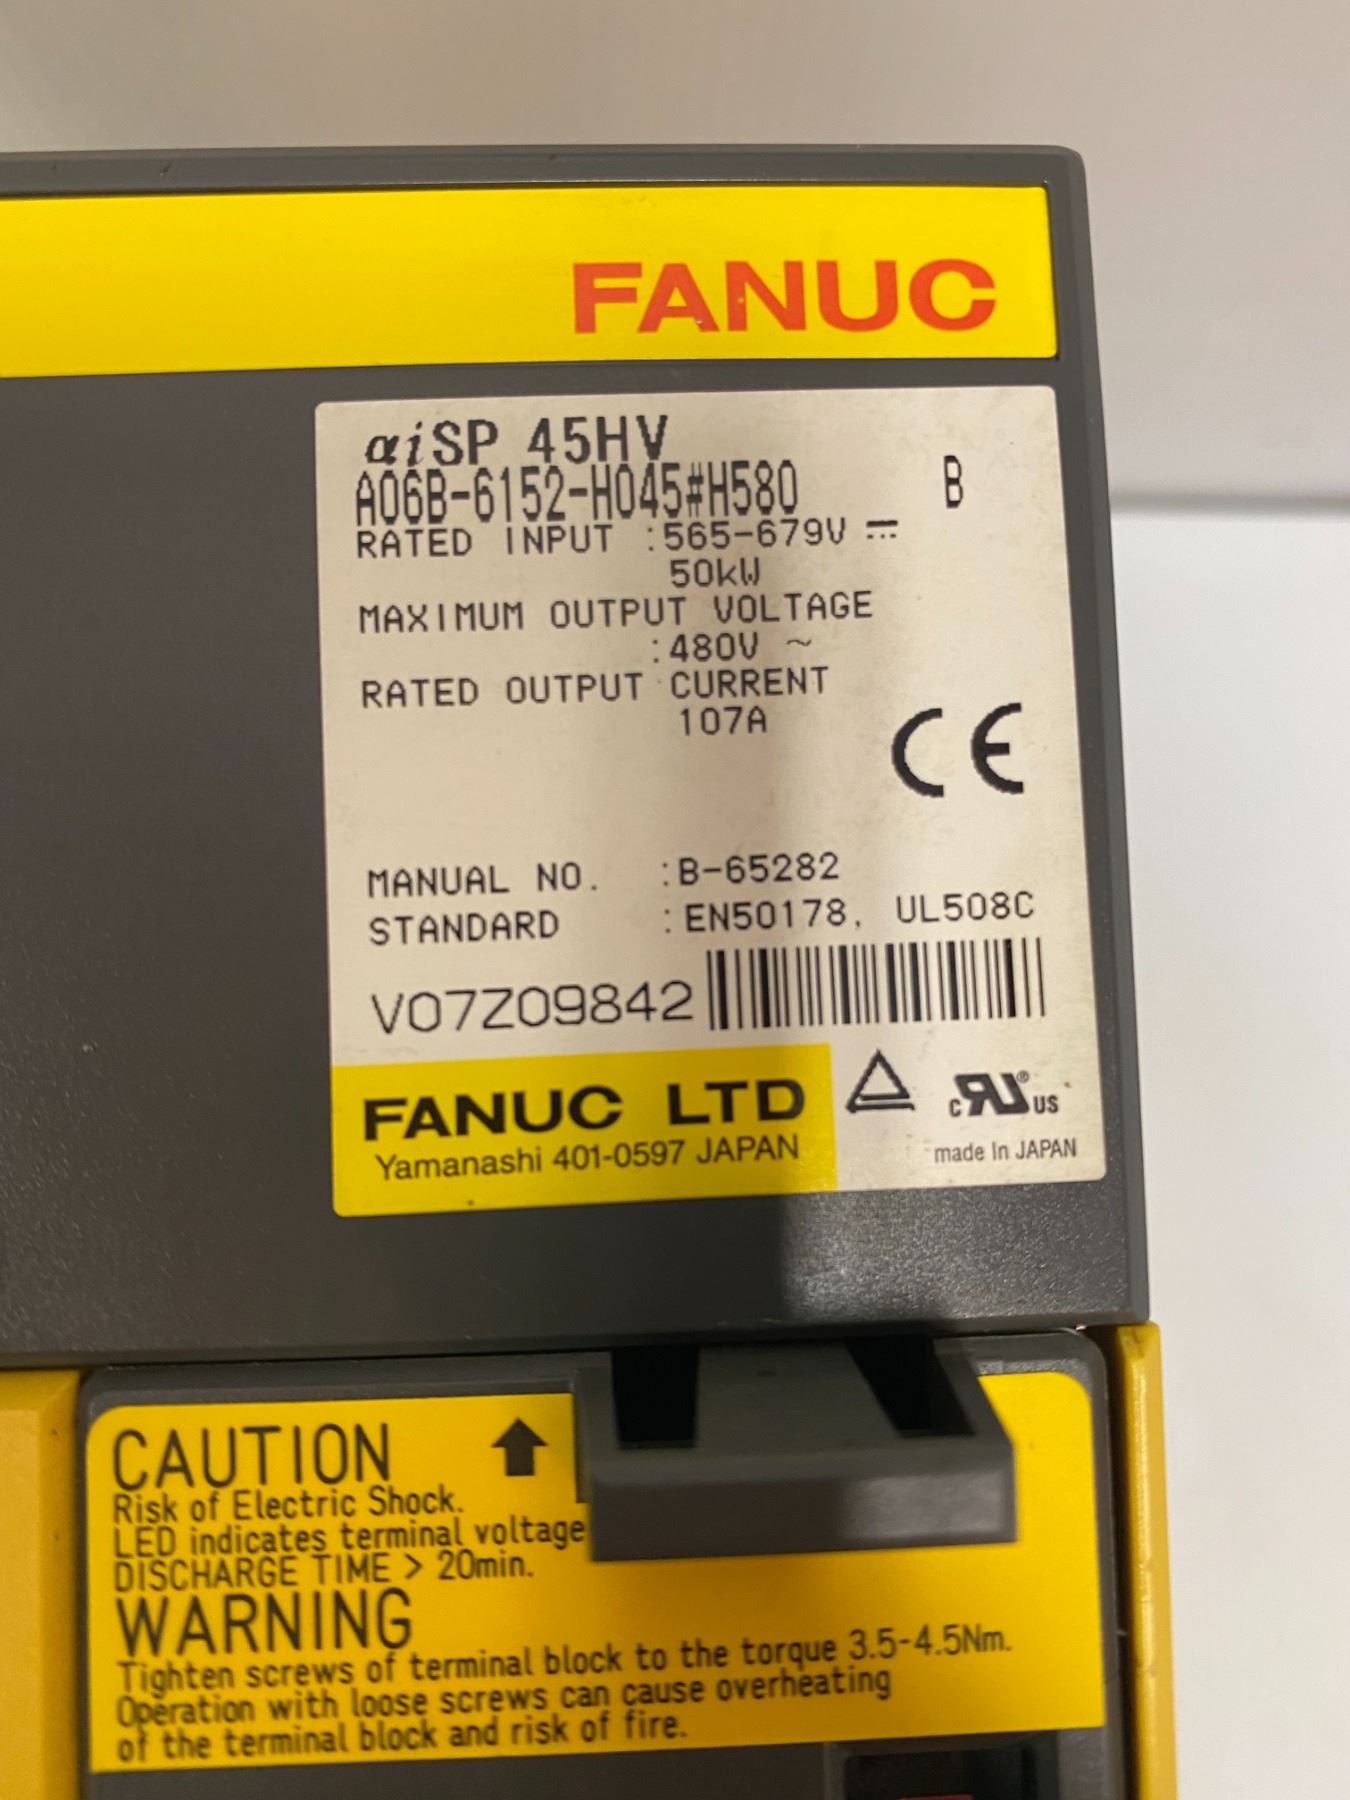 FANUC
αiSP 45HV
A06B-6152-H045#H580 B
RATED INPUT :565-679V ⎓
50kW
MAXIMUM OUTPUT VOLTAGE
:480V ~
RATED OUTPUT CURRENT
107A
CE
MANUAL NO. :B-65282
STANDARD :EN50178, UL508C
V07Z09842
FANUC LTD
Yamanashi 401-0597 JAPAN
c RU ® US
made In JAPAN
CAUTION
Risk of Electric Shock.
LED indicates terminal voltage
DISCHARGE TIME > 20min.
WARNING
Tighten screws of terminal block to the torque 3.5-4.5Nm.
Operation with loose screws can cause overheating
of the terminal block and risk of fire.